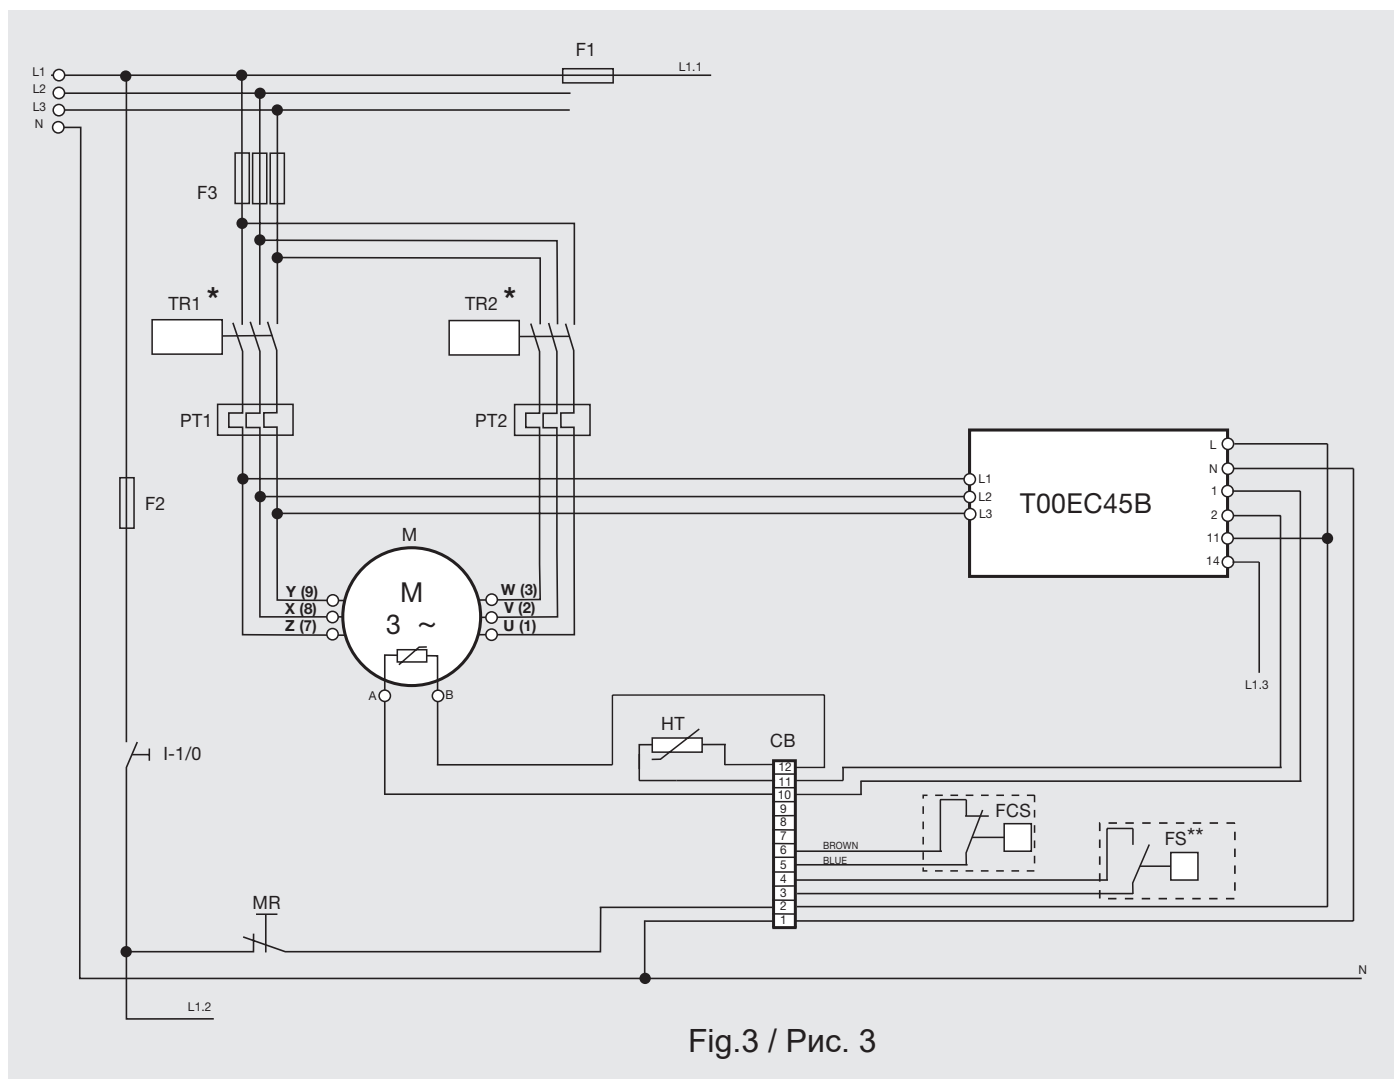 F1
L1
L1.1
L2
L3
N
F3
TR1 *
TR2 *
PT1
PT2
F2
L1
L2
L3
T00EC45B
L
N
1
2
11
14
L1.3
M
M
3 ~
Y (9)
X (8)
Z (7)
W (3)
V (2)
U (1)
A
B
HT
CB
I-1/0
12
11
10
9
8
7
6
5
4
3
2
1
BROWN
BLUE
FCS
FS**
MR
N
L1.2
Fig.3 / Рис. 3